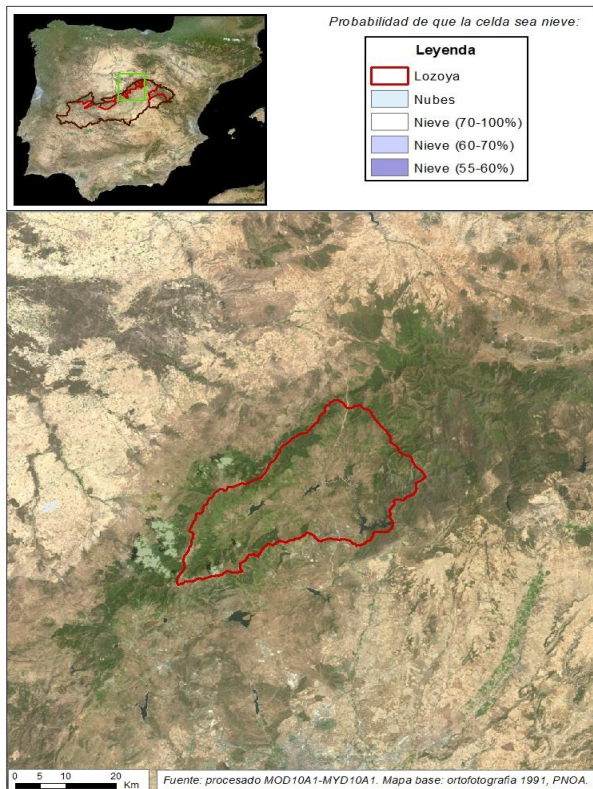 Probabilidad de que la celda sea nieve:
Leyenda
Lozoya
Nubes
Nieve (70-100%)
Nieve (60-70%)
Nieve (55-60%)
0 5 10 20
Km
Fuente: procesado MOD10A1-MYD10A1. Mapa base: ortofotografia 1991, PNOA.